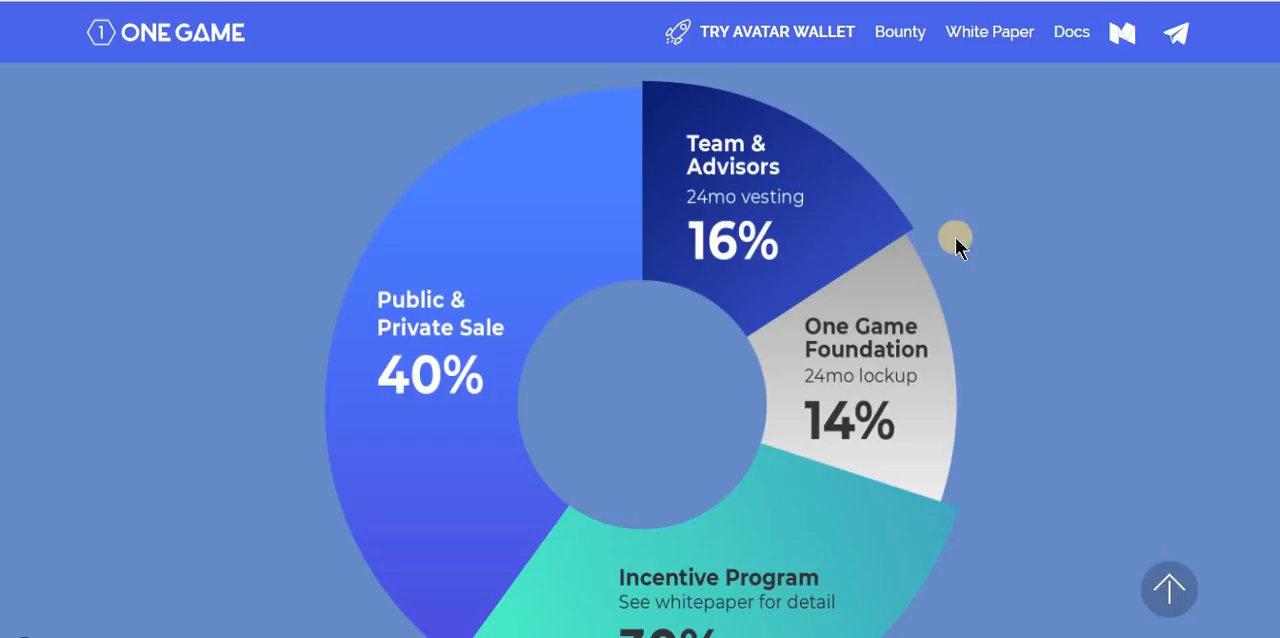 1 ONE GAME
TRY AVATAR WALLET Bounty White Paper Docs
Team &
Advisors
24mo vesting
16%
Public &
Private Sale
40%
One Game
Foundation
24mo lockup
14%
Incentive Program
See whitepaper for detail